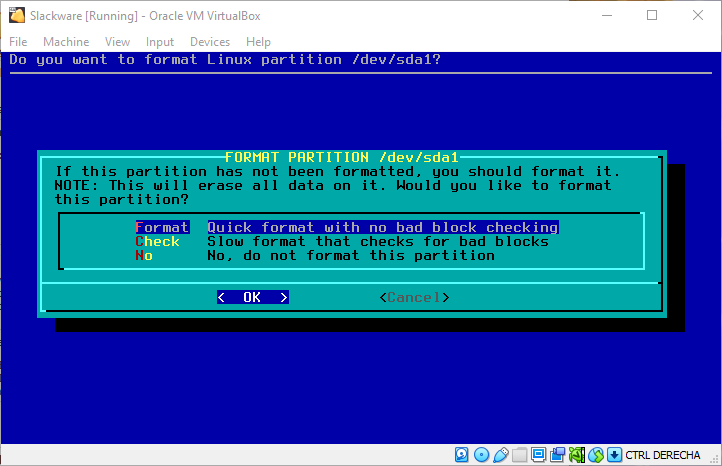 Slackware [Running] - Oracle VM VirtualBox
File Machine View Input Devices Help
Do you want to format Linux partition /dev/sda1?
FORMAT PARTITION /dev/sda1
If this partition has not been formatted, you should format it.
NOTE: This will erase all data on it. Would you like to format
this partition?
Format Quick format with no bad block checking
Check Slow format that checks for bad blocks
No No, do not format this partition
< OK > <Cancel>
CTRL DERECHA